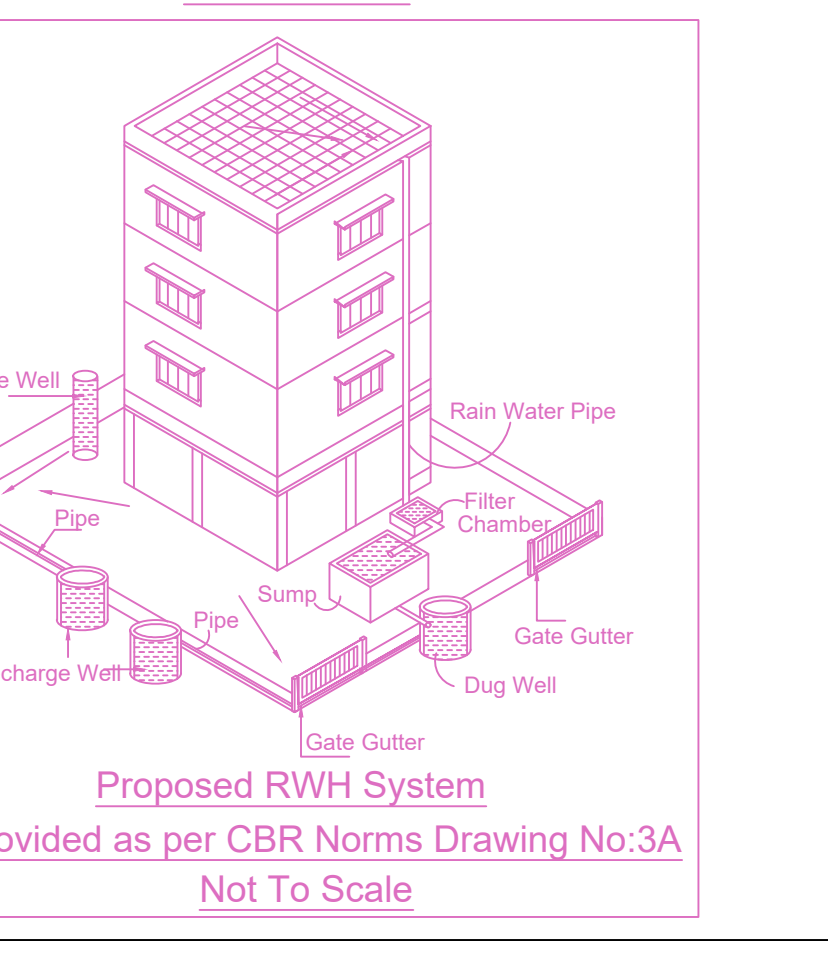 e Well
Rain Water Pipe
Filter
Chamber
Pipe
Sump
Pipe
Gate Gutter
charge Well
Dug Well
Gate Gutter
Proposed RWH System
ovided as per CBR Norms Drawing No:3A
Not To Scale